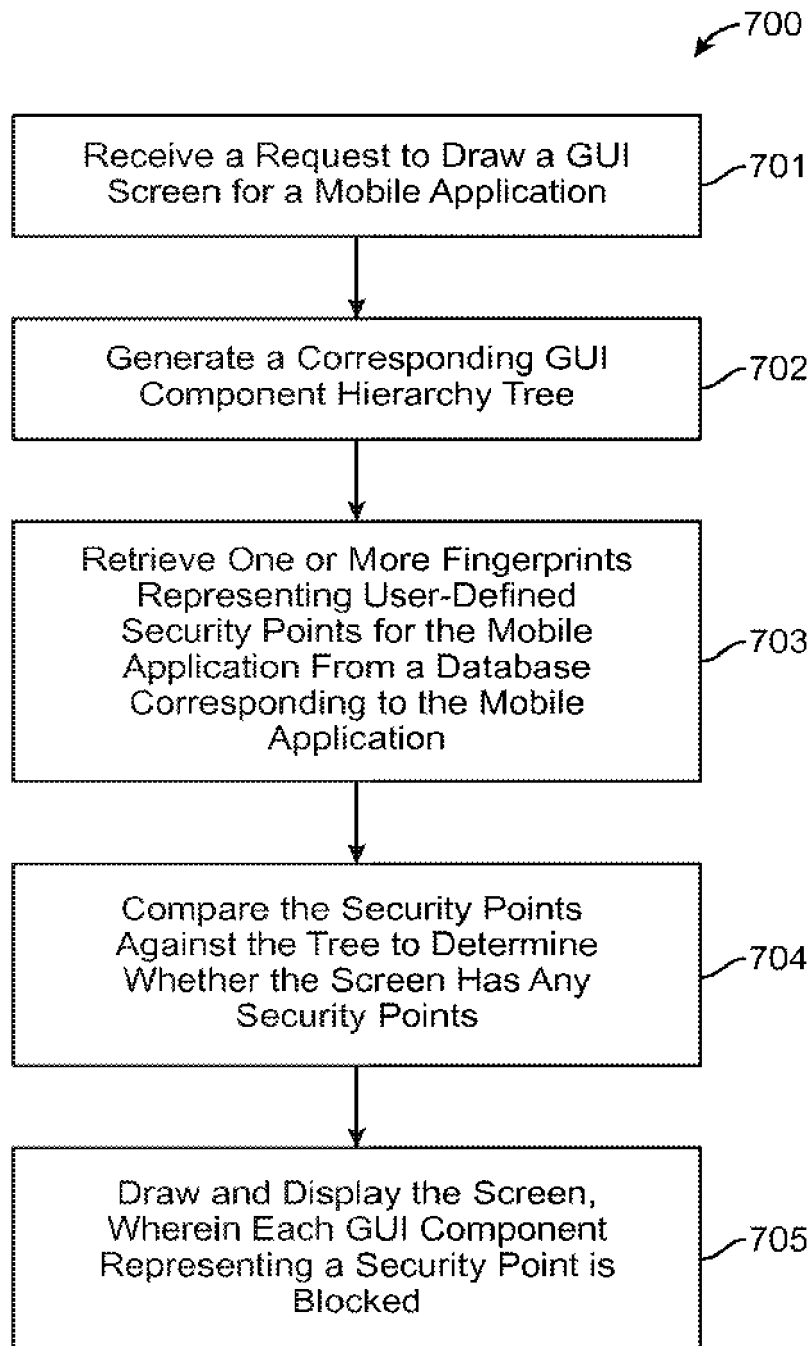 700
Receive a Request to Draw a GUI
Screen for a Mobile Application
701
Generate a Corresponding GUI
Component Hierarchy Tree
702
Retrieve One or More Fingerprints
Representing User-Defined
Security Points for the Mobile
Application From a Database
Corresponding to the Mobile
Application
703
Compare the Security Points
Against the Tree to Determine
Whether the Screen Has Any
Security Points
704
Draw and Display the Screen,
Wherein Each GUI Component
Representing a Security Point is
Blocked
705